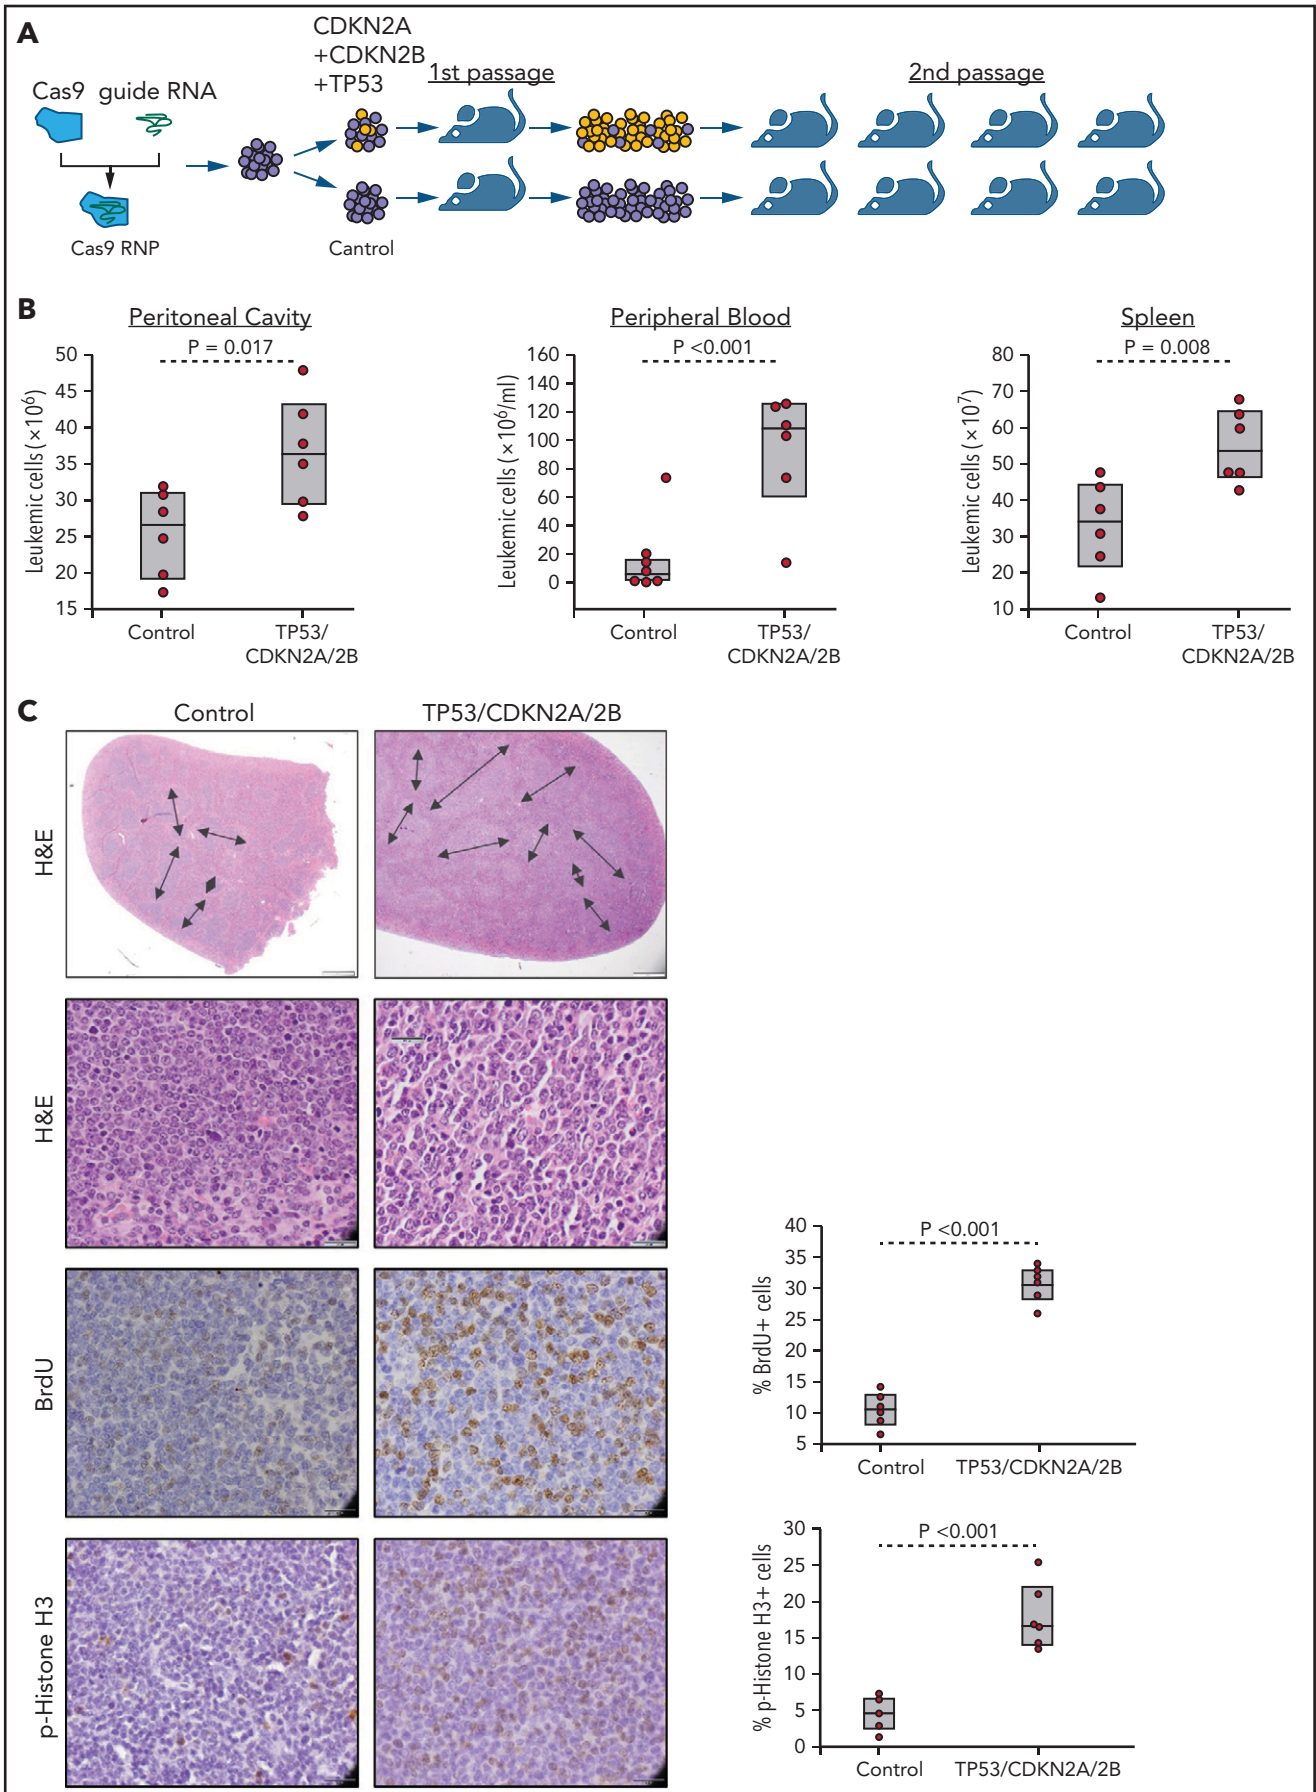 A
CDKN2A
+CDKN2B
+TP53
1st passage
2nd passage
Cas9 guide RNA
Cas9 RNP
Cantrol
B
Peritoneal Cavity
P = 0.017
Leukemic cells (×10⁶)
50
45
40
35
30
25
20
15
Control
TP53/
CDKN2A/2B
Peripheral Blood
P <0.001
Leukemic cells (×10⁶/ml)
160
140
120
100
80
60
40
20
0
Control
TP53/
CDKN2A/2B
Spleen
P = 0.008
Leukemic cells (×10⁷)
80
70
60
50
40
30
20
10
Control
TP53/
CDKN2A/2B
C
Control
TP53/CDKN2A/2B
H&E
H&E
BrdU
p-Histone H3
P <0.001
% BrdU+ cells
40
35
30
25
20
15
10
5
Control
TP53/CDKN2A/2B
P <0.001
% p-Histone H3+ cells
30
25
20
15
10
5
0
Control
TP53/CDKN2A/2B